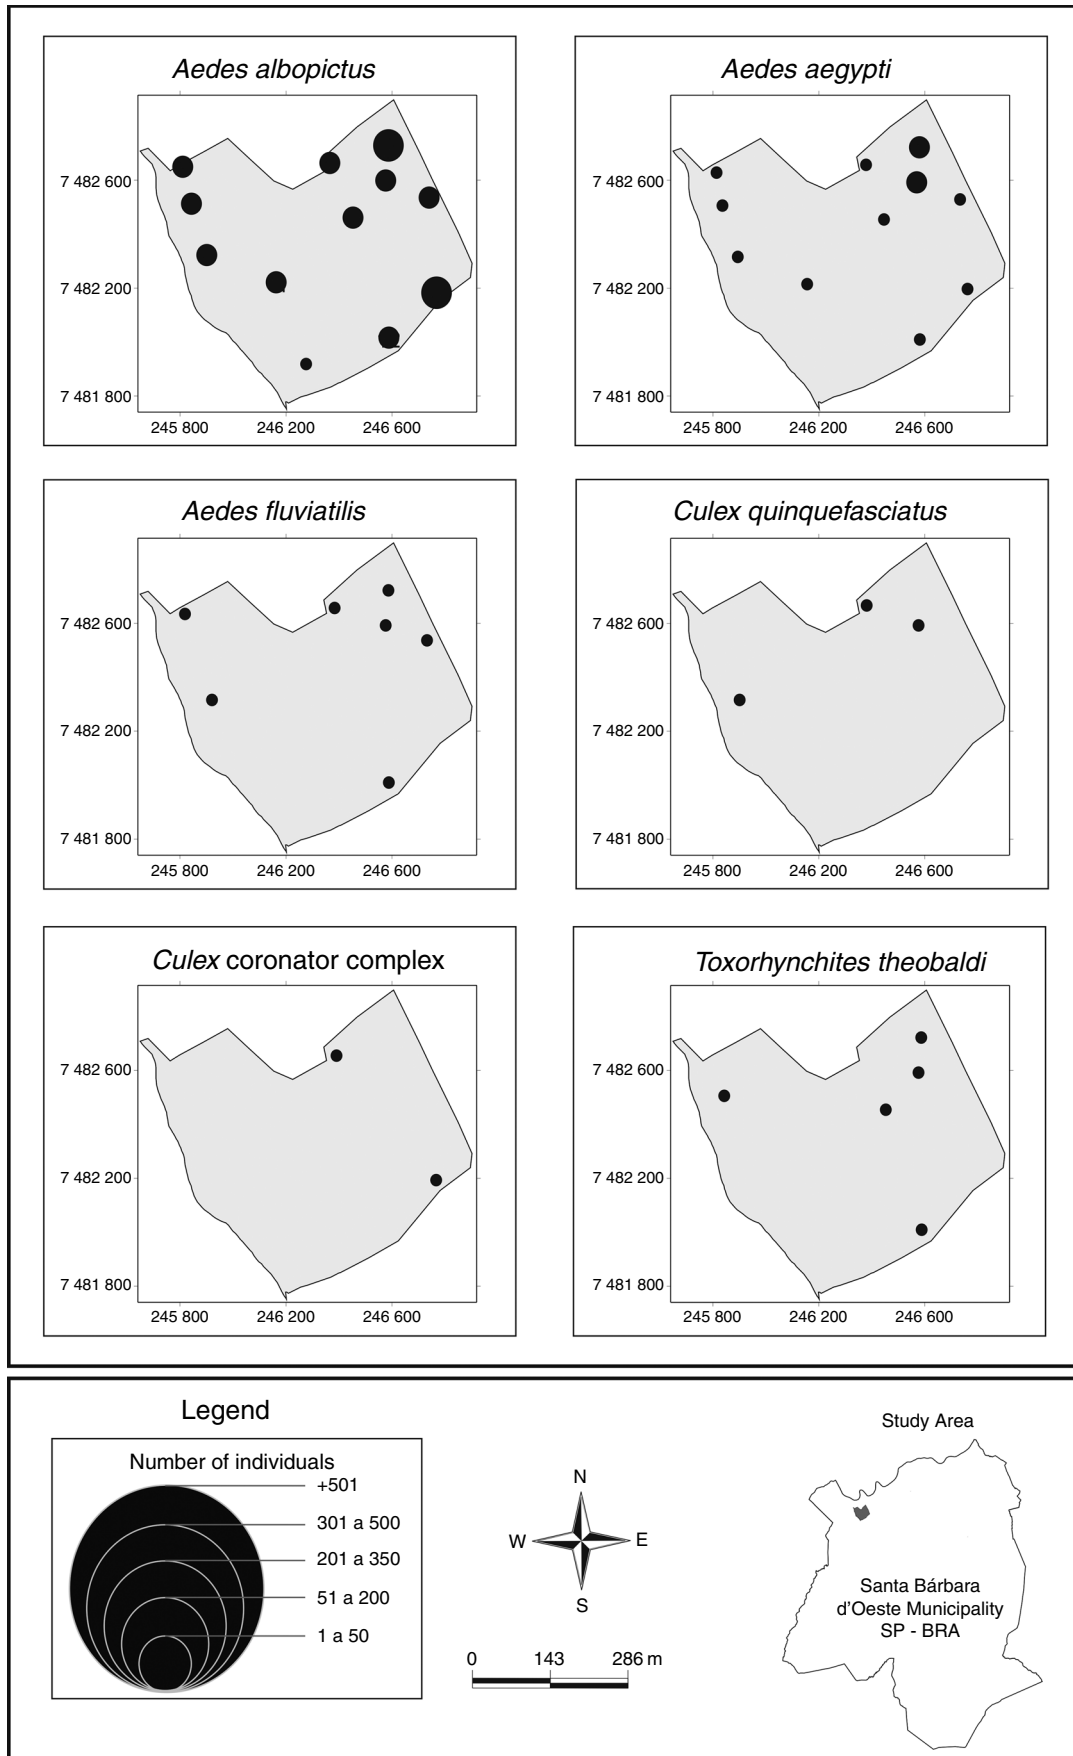 Aedes albopictus
7 482 600
7 482 200
7 481 800
245 800 246 200 246 600
Aedes aegypti
7 482 600
7 482 200
7 481 800
245 800 246 200 246 600
Aedes fluviatilis
7 482 600
7 482 200
7 481 800
245 800 246 200 246 600
Culex quinquefasciatus
7 482 600
7 482 200
7 481 800
245 800 246 200 246 600
Culex coronator complex
7 482 600
7 482 200
7 481 800
245 800 246 200 246 600
Toxorhynchites theobaldi
7 482 600
7 482 200
7 481 800
245 800 246 200 246 600
Legend
Number of individuals
+501
301 a 500
201 a 350
51 a 200
1 a 50
N
W E
S
0 143 286 m
Study Area
Santa Bárbara
d'Oeste Municipality
SP - BRA